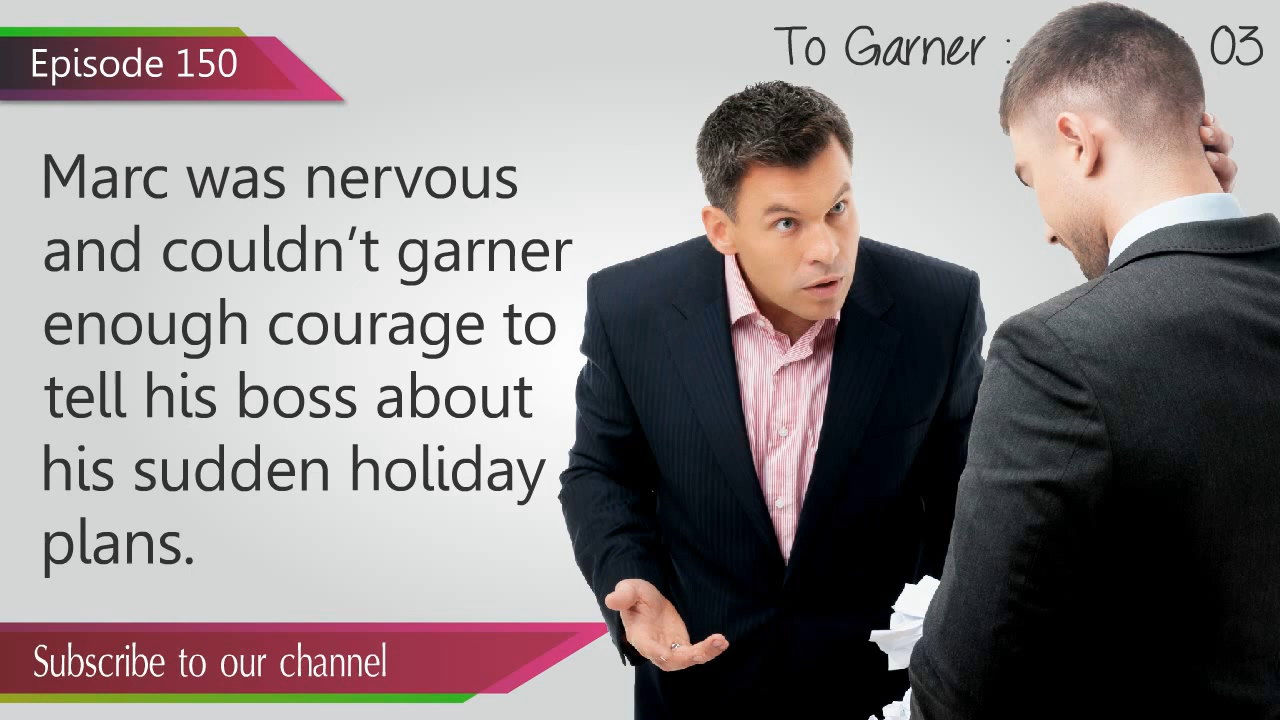 Episode 150
To Garner : 03
Marc was nervous
and couldn’t garner
enough courage to
tell his boss about
his sudden holiday
plans.
Subscribe to our channel